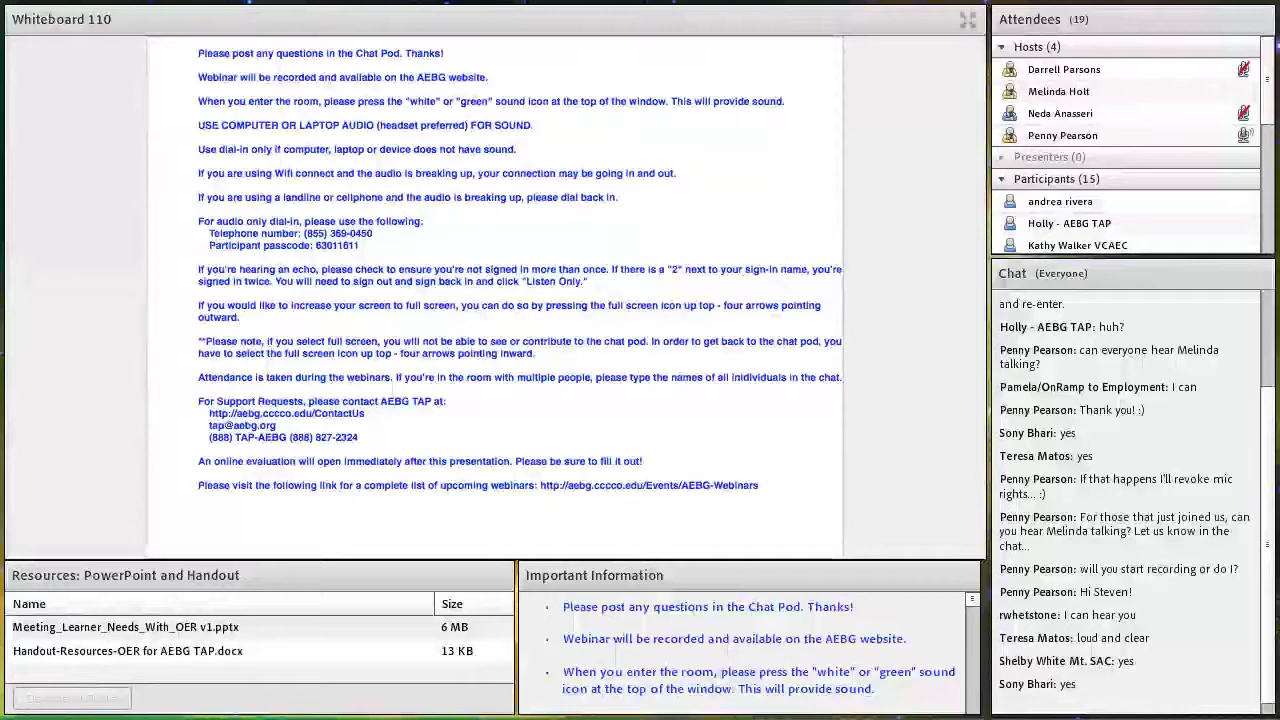 Whiteboard 110
Please post any questions in the Chat Pod. Thanks!
Webinar will be recorded and available on the AEBG website.
When you enter the room, please press the "white" or "green" sound icon at the top of the window. This will provide sound.
USE COMPUTER OR LAPTOP AUDIO (headset preferred) FOR SOUND.
Use dial-in only if computer, laptop or device does not have sound.
If you are using Wifi connect and the audio is breaking up, your connection may be going in and out.
If you are using a landline or cellphone and the audio is breaking up, please dial back in.
For audio only dial-in, please use the following:
Telephone number: (855) 369-0450
Participant passcode: 63011611
If you're hearing an echo, please check to ensure you're not signed in more than once. If there is a "2" next to your sign-in name, you're
signed in twice. You will need to sign out and sign back in and click "Listen Only."
If you would like to increase your screen to full screen, you can do so by pressing the full screen icon up top - four arrows pointing
outward.
**Please note, if you select full screen, you will not be able to see or contribute to the chat pod. In order to get back to the chat pod, you
have to select the full screen icon up top - four arrows pointing inward.
Attendance is taken during the webinars. If you're in the room with multiple people, please type the names of all inidividuals in the chat.
For Support Requests, please contact AEBG TAP at:
http://aebg.cccco.edu/ContactUs
tap@aebg.org
(888) TAP-AEBG (888) 827-2324
An online evaluation will open immediately after this presentation. Please be sure to fill it out!
Please visit the following link for a complete list of upcoming webinars: http://aebg.cccco.edu/Events/AEBG-Webinars
Resources: PowerPoint and Handout
Name Size
Meeting_Learner_Needs_With_OER v1.pptx 6 MB
Handout-Resources-OER for AEBG TAP.docx 13 KB
Important Information
• Please post any questions in the Chat Pod. Thanks!
• Webinar will be recorded and available on the AEBG website.
• When you enter the room, please press the "white" or "green" sound
icon at the top of the window. This will provide sound.
Attendees (19)
Hosts (4)
Darrell Parsons
Melinda Holt
Neda Anasseri
Penny Pearson
Presenters (0)
Participants (15)
andrea rivera
Holly - AEBG TAP
Kathy Walker VCAEC
Chat (Everyone)
and re-enter.
Holly - AEBG TAP: huh?
Penny Pearson: can everyone hear Melinda
talking?
Pamela/OnRamp to Employment: I can
Penny Pearson: Thank you! :)
Sony Bhari: yes
Teresa Matos: yes
Penny Pearson: If that happens I'll revoke mic
rights... :)
Penny Pearson: For those that just joined us, can
you hear Melinda talking? Let us know in the
chat...
Penny Pearson: will you start recording or do I?
Penny Pearson: Hi Steven!
rwhetstone: I can hear you
Teresa Matos: loud and clear
Shelby White Mt. SAC: yes
Sony Bhari: yes